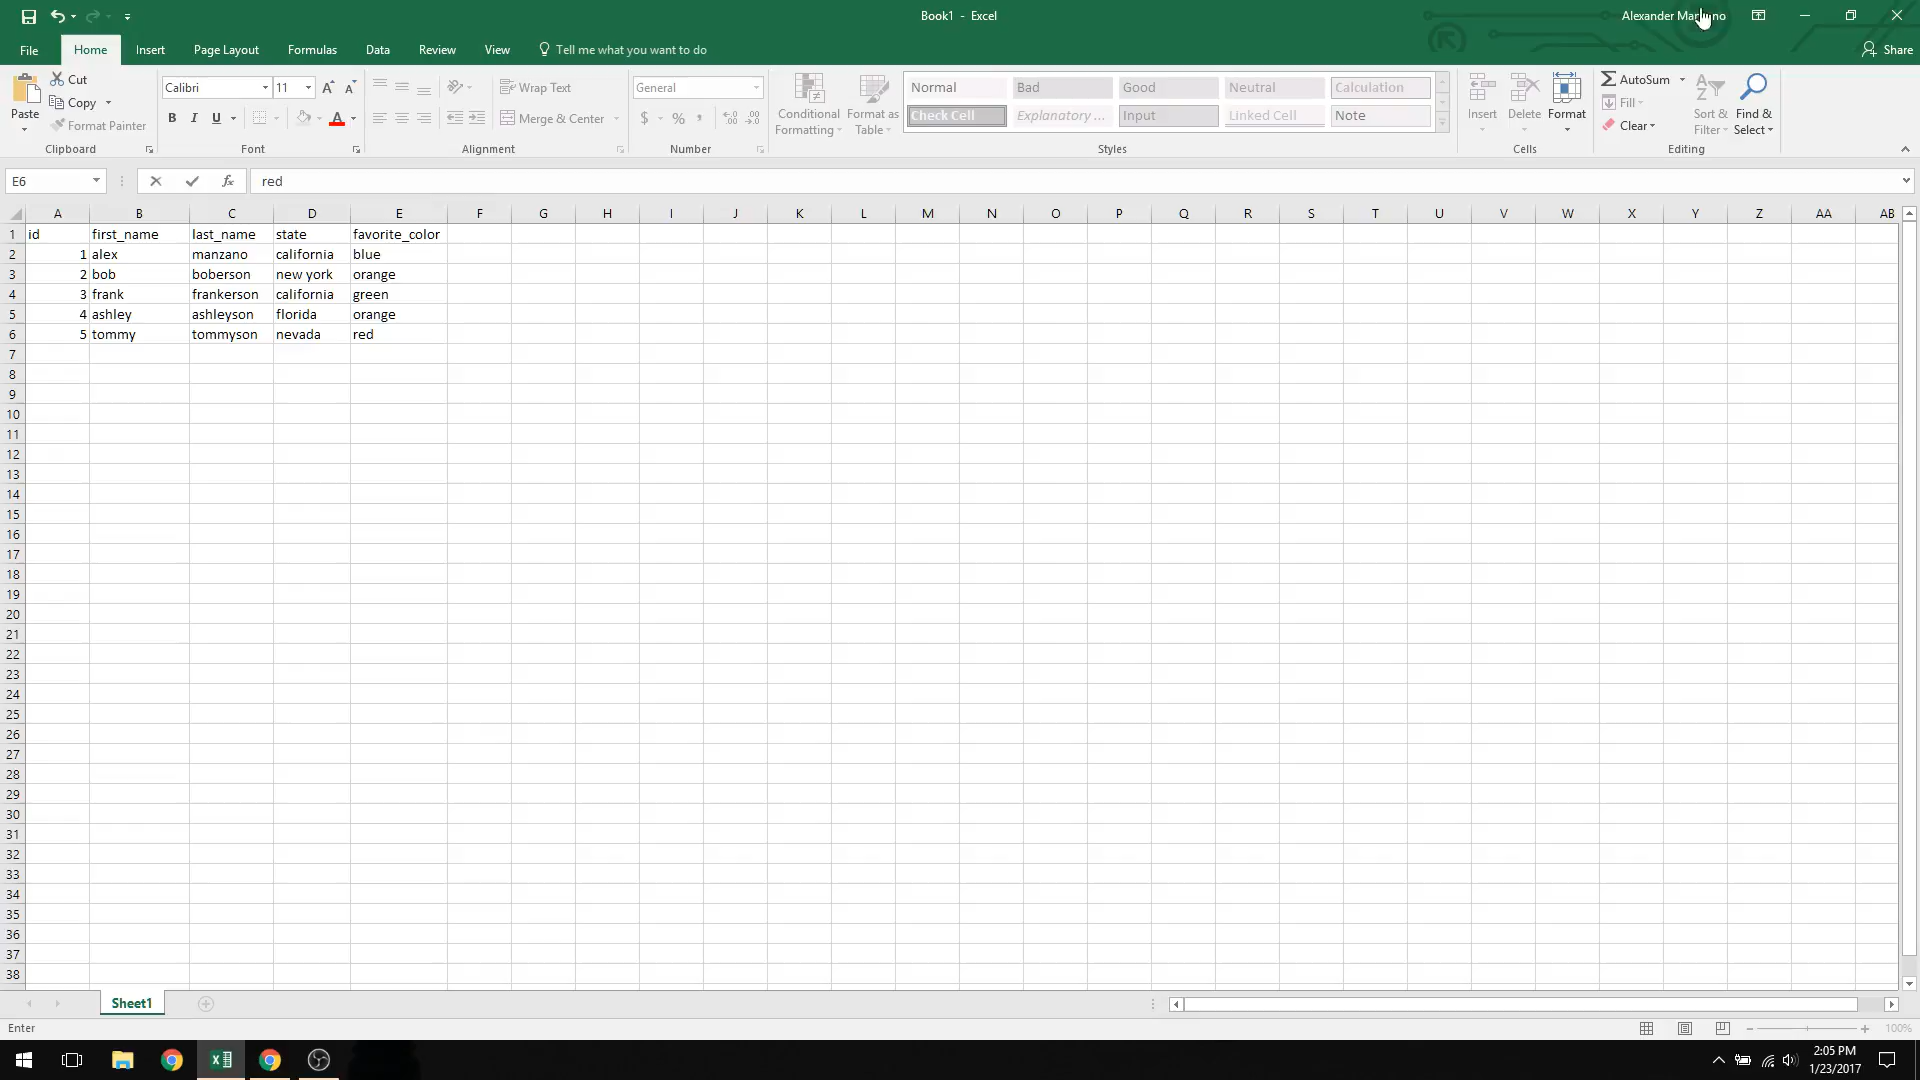 Book1 - Excel
File Home Insert Page Layout Formulas Data Review View Tell me what you want to do
Alexander
Share
Paste
Cut
Copy
Format Painter
Clipboard
Calibri 11
B I U
Font
Wrap Text
Merge & Center
Alignment
General
$ % ,
Number
Conditional Formatting
Format as Table
Normal Bad Good Neutral Calculation
Check Cell Explanatory ... Input Linked Cell Note
Styles
Insert Delete Format
Cells
AutoSum
Fill
Clear
Sort & Filter
Find & Select
Editing
E6 fx red
A B C D E F G H I J K L M N O P Q R S T U V W X Y Z AA AB
1 id first_name last_name state favorite_color
2 1 alex manzano california blue
3 2 bob boberson new york orange
4 3 frank frankerson california green
5 4 ashley ashleyson florida orange
6 5 tommy tommyson nevada red
7
8
9
10
11
12
13
14
15
16
17
18
19
20
21
22
23
24
25
26
27
28
29
30
31
32
33
34
35
36
37
38
Sheet1
Enter
100%
2:05 PM
1/23/2017